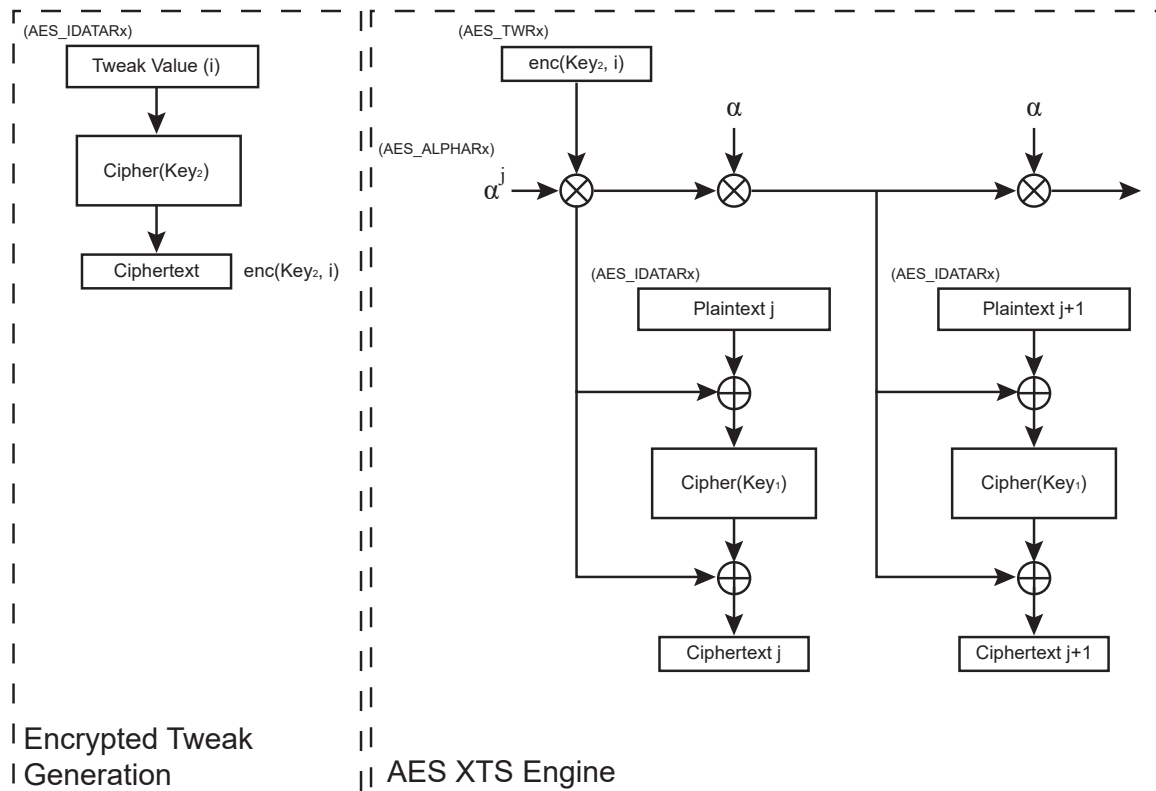 (AES_IDATARx)
Tweak Value (i)
Cipher(Key₂)
Ciphertext
enc(Key₂, i)
Encrypted Tweak
Generation
(AES_TWRx)
enc(Key₂, i)
α
α
(AES_ALPHARx)
αʲ
(AES_IDATARx)
(AES_IDATARx)
Plaintext j
Plaintext j+1
Cipher(Key₁)
Cipher(Key₁)
Ciphertext j
Ciphertext j+1
AES XTS Engine